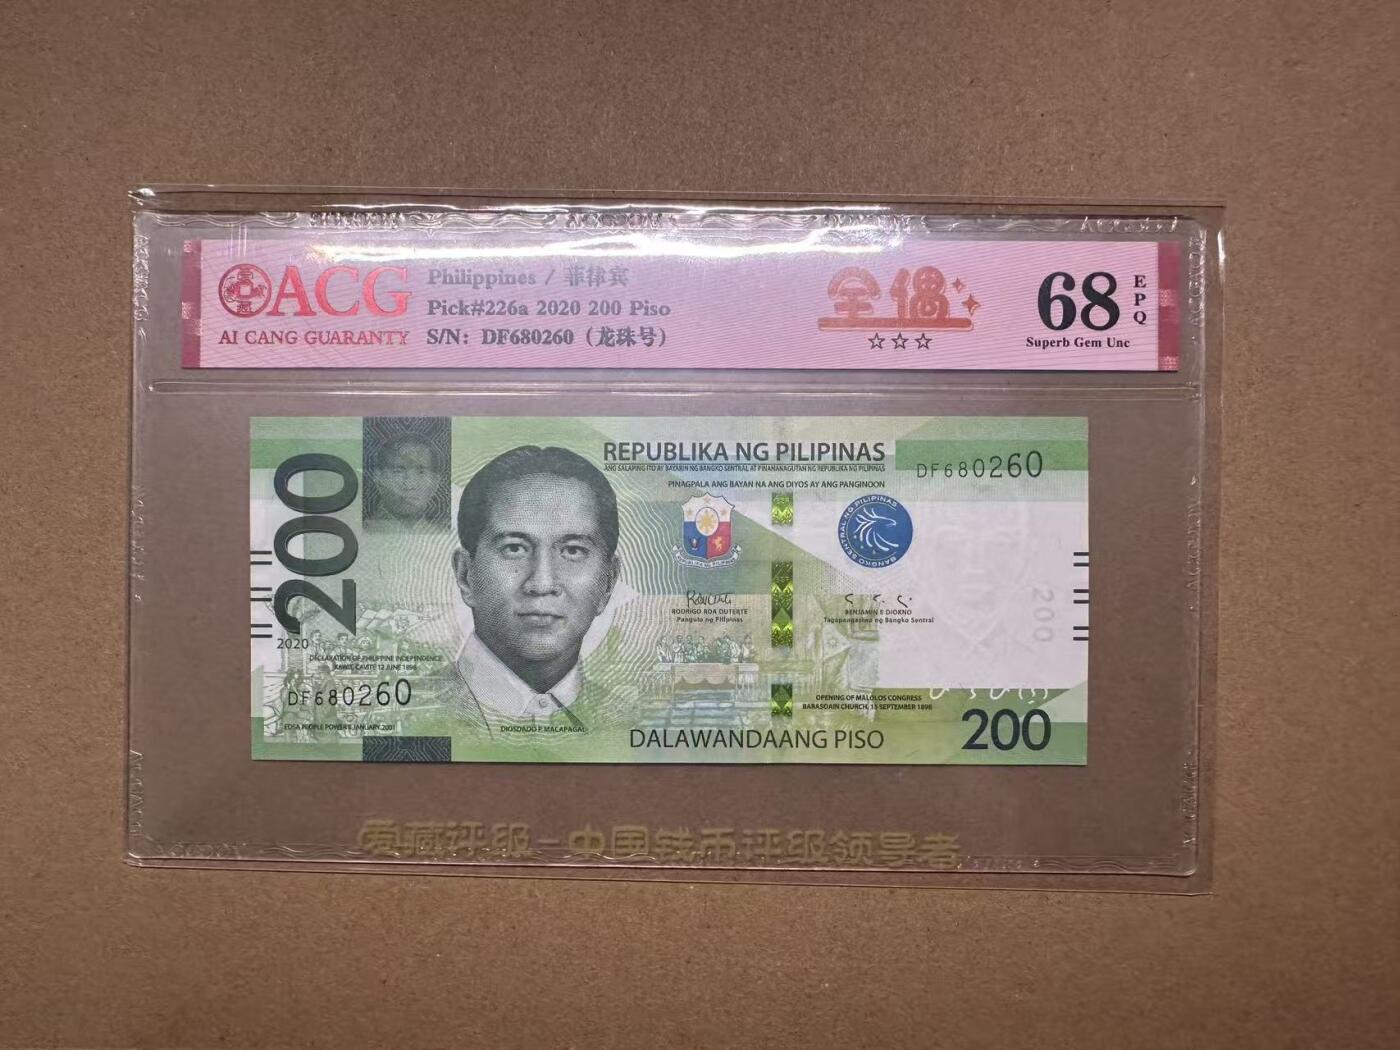 ACG
AI CANG GUARANTY
Philippines / 菲律宾
Pick#226a 2020 200 Piso
S/N: DF680260（龙珠号）
全偶
☆☆☆
68
EPQ
Superb Gem Unc
200
2020
REPUBLIKA NG PILIPINAS
ANG SALAPING ITO AY BAYARIN NG BANGKO SENTRAL AT PINANANAGUTAN NG REPUBLIKA NG PILIPINAS
PINAGPALA ANG BAYAN NA ANG DIYOS AY ANG PANGINOON
DF680260
BANGKO SENTRAL NG PILIPINAS
RODRIGO ROA DUTERTE
Pangulo ng Pilipinas
BENJAMIN E DIOKNO
Tagapangasiwa ng Bangko Sentral
200
DECLARATION OF PHILIPPINE INDEPENDENCE
KAWIT, CAVITE 12 JUNE 1898
DF680260
EDSA PEOPLE POWER II JANUARY 2001
DIOSDADO P. MACAPAGAL
OPENING OF MALOLOS CONGRESS
BARASOAIN CHURCH, 15 SEPTEMBER 1898
DALAWANDAANG PISO
200
爱藏评级-中国钱币评级领导者